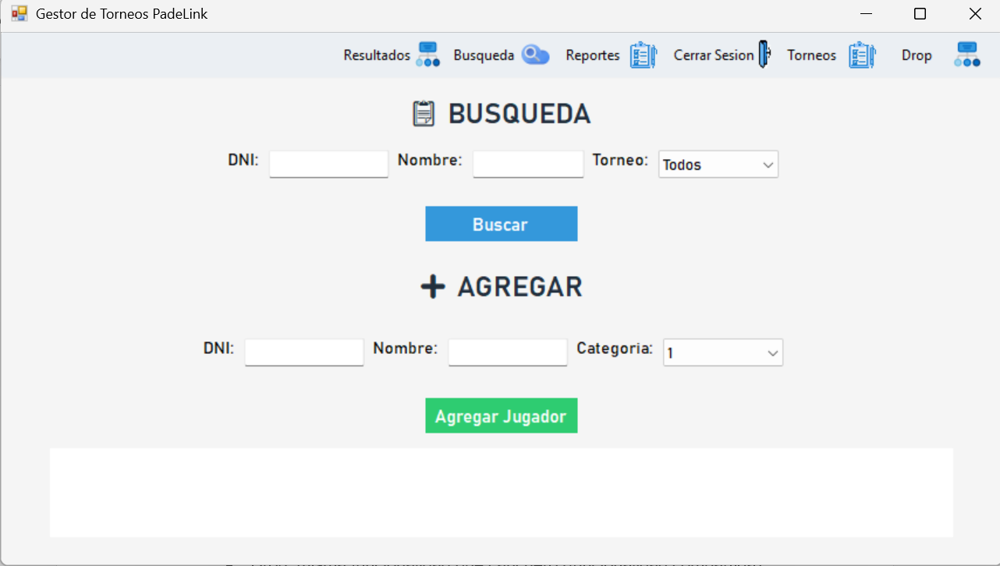 Gestor de Torneos PadeLink
Resultados Busqueda Reportes Cerrar Sesion Torneos Drop
BUSQUEDA
DNI: Nombre: Torneo: Todos
Buscar
AGREGAR
DNI: Nombre: Categoria: 1
Agregar Jugador